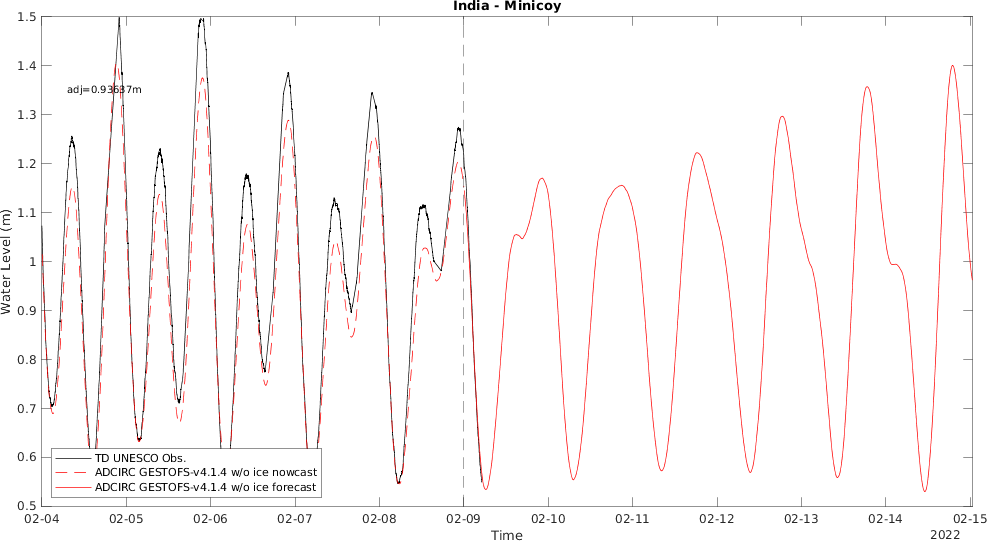 India - Minicoy
Water Level (m)
1.5
1.4
1.3
1.2
1.1
1
0.9
0.8
0.7
0.6
0.5
adj=0.93637m
TD UNESCO Obs.
ADCIRC GESTOFS-v4.1.4 w/o ice nowcast
ADCIRC GESTOFS-v4.1.4 w/o ice forecast
02-04 02-05 02-06 02-07 02-08 02-09 02-10 02-11 02-12 02-13 02-14 02-15
Time
2022